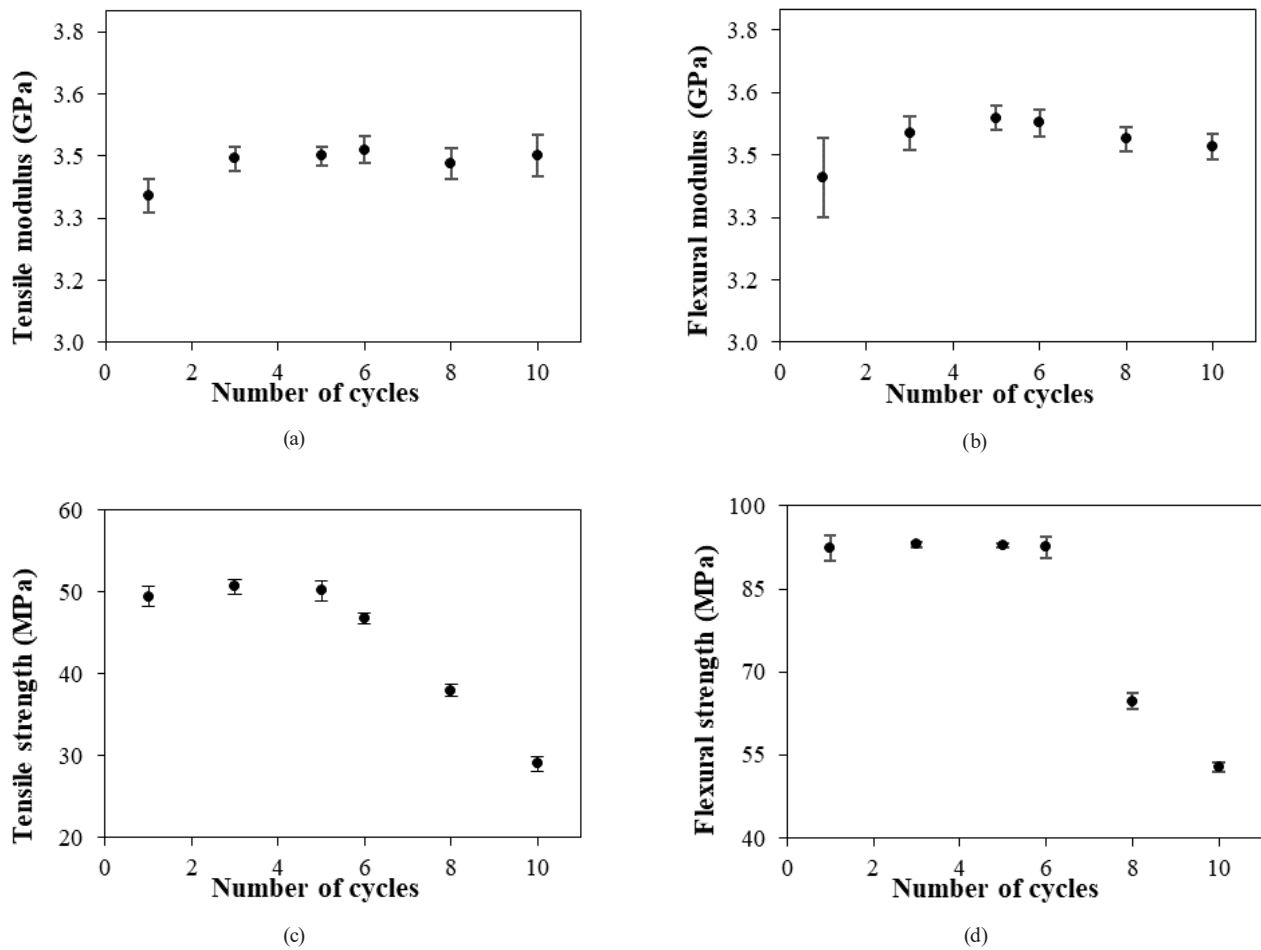 Tensile modulus (GPa)
3.8
3.6
3.5
3.3
3.2
3.0
0 2 4 6 8 10
Number of cycles
(a)
Flexural modulus (GPa)
3.8
3.6
3.5
3.3
3.2
3.0
0 2 4 6 8 10
Number of cycles
(b)
Tensile strength (MPa)
60
50
40
30
20
0 2 4 6 8 10
Number of cycles
(c)
Flexural strength (MPa)
100
85
70
55
40
0 2 4 6 8 10
Number of cycles
(d)